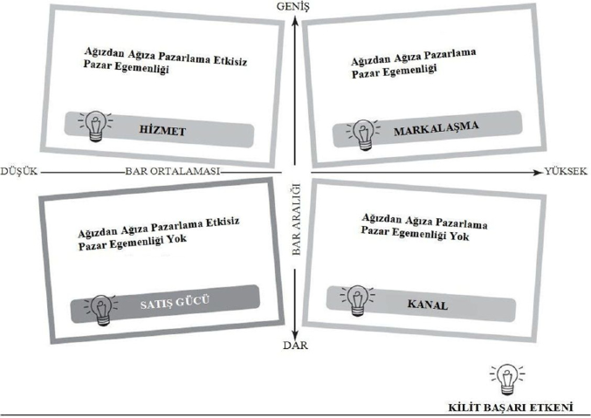 GENİŞ
Ağızdan Ağıza Pazarlama Etkisiz
Pazar Egemenliği
HİZMET
Ağızdan Ağıza Pazarlama
Pazar Egemenliği
MARKALAŞMA
DÜŞÜK
BAR ORTALAMASI
YÜKSEK
BAR ARALIĞI
Ağızdan Ağıza Pazarlama Etkisiz
Pazar Egemenliği Yok
SATIŞ GÜCÜ
Ağızdan Ağıza Pazarlama
Pazar Egemenliği Yok
KANAL
DAR
KİLİT BAŞARI ETKENİ